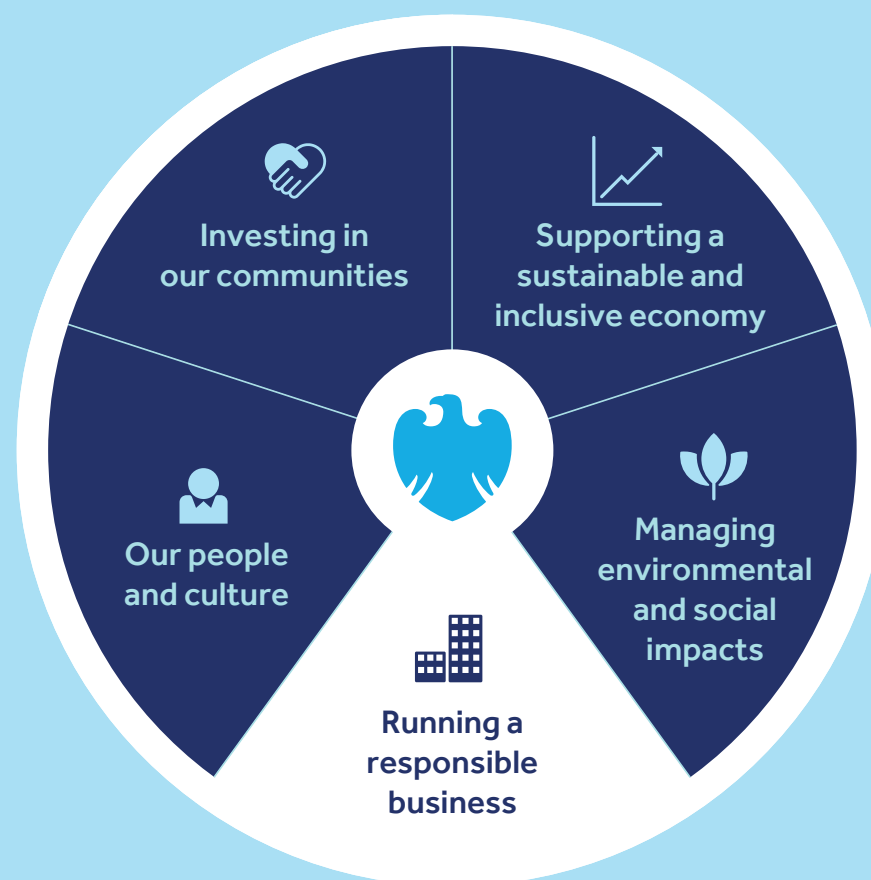 Investing in
our communities
Supporting a
sustainable and
inclusive economy
Our people
and culture
Managing
environmental
and social
impacts
Running a
responsible
business